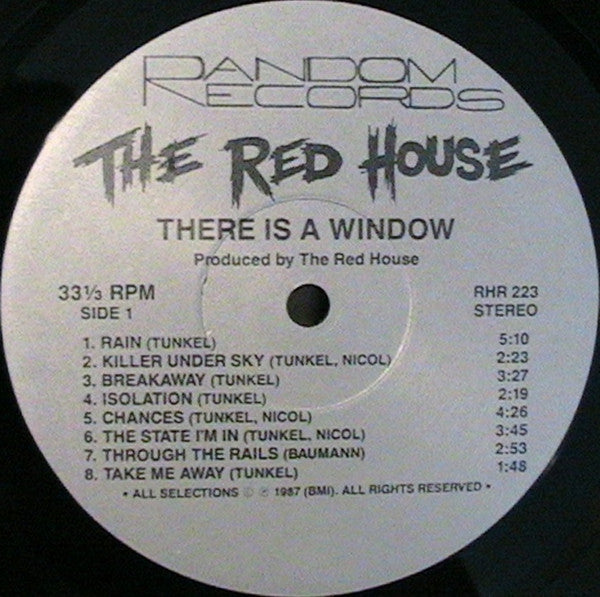 RANDOM
RECORDS
THE RED HOUSE
THERE IS A WINDOW
Produced by The Red House
33⅓ RPM
SIDE 1
RHR 223
STEREO
1. RAIN (TUNKEL) 5:10
2. KILLER UNDER SKY (TUNKEL, NICOL) 2:23
3. BREAKAWAY (TUNKEL) 3:27
4. ISOLATION (TUNKEL) 2:19
5. CHANCES (TUNKEL, NICOL) 4:26
6. THE STATE I'M IN (TUNKEL, NICOL) 3:45
7. THROUGH THE RAILS (BAUMANN) 2:53
8. TAKE ME AWAY (TUNKEL) 1:48
• ALL SELECTIONS © ℗ 1987 (BMI). ALL RIGHTS RESERVED •